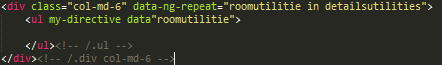 <div class="col-md-6" data-ng-repeat="roomutilitie in detailsutilities">
<ul my-directive data"roomutilitie">
</ul><!-- /.ul -->
</div><!-- /.div col-md-6 -->